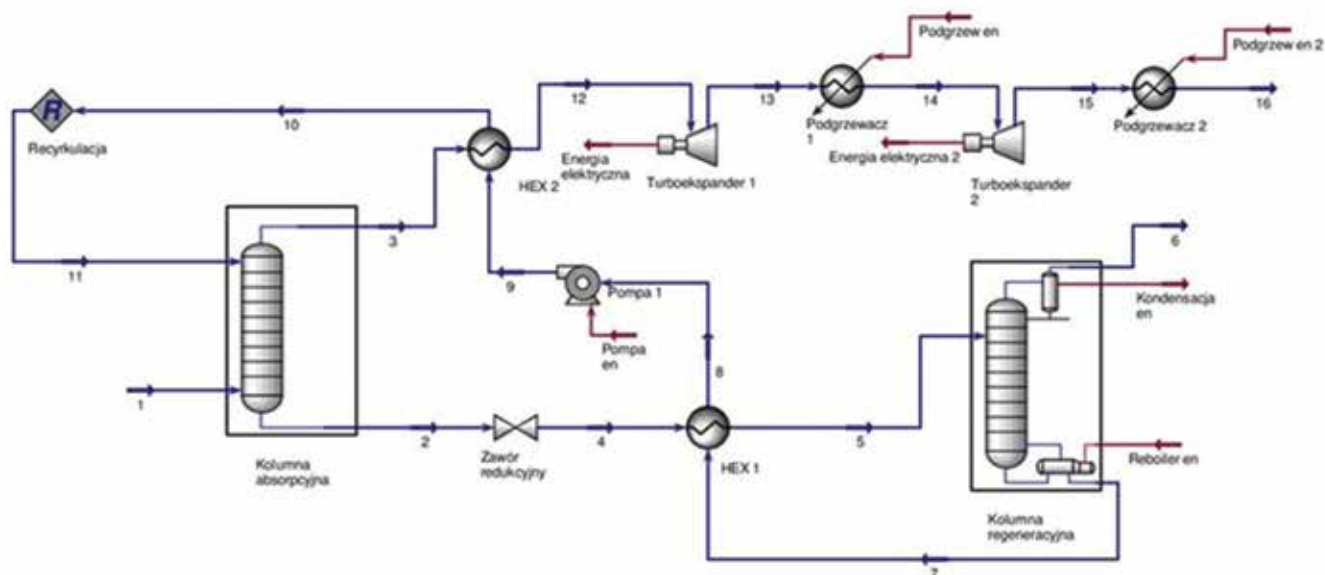 Podgrzew en
Podgrzew en 2
12
13
14
15
16
R
10
Podgrzewacz
1
Podgrzewacz 2
Recyrkulacja
Energia
elektryczna
Energia elektryczna 2
HEX 2
Turboekspander 1
Turboekspander
2
3
6
11
9
Pompa 1
Kondensacja
en
Pompa
en
8
1
2
4
5
Zawór
redukcyjny
HEX 1
Reboiler en
Kolumna
absorpcyjna
Kolumna
regeneracyjna
7